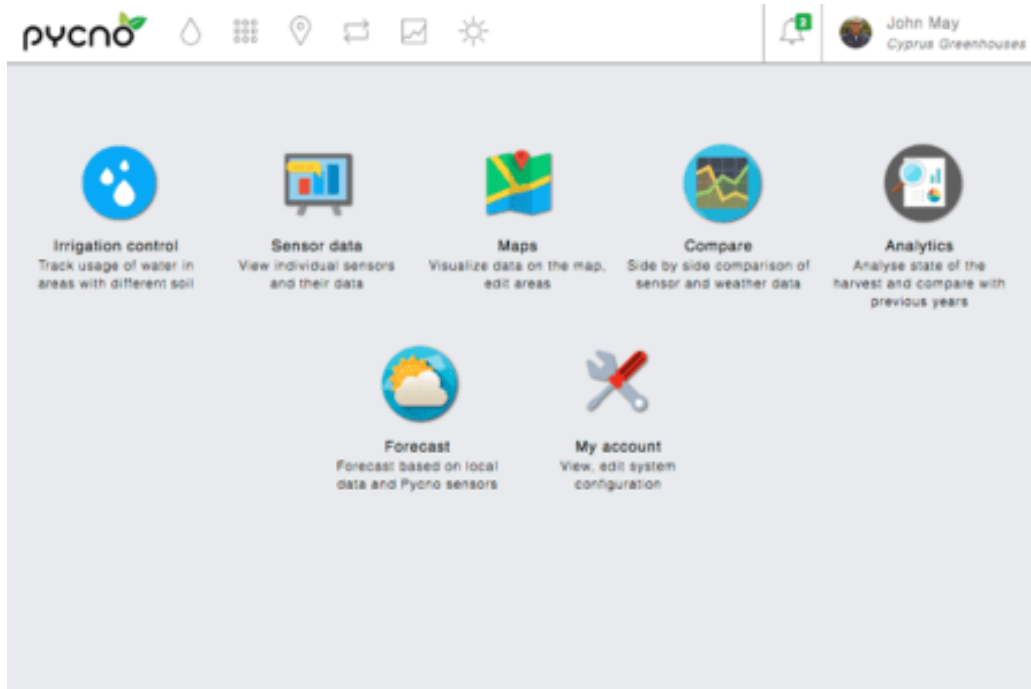 pycno
2
John May
Cyprus Greenhouses
Irrigation control
Track usage of water in
areas with different soil
Sensor data
View individual sensors
and their data
Maps
Visualize data on the map,
edit areas
Compare
Side by side comparison of
sensor and weather data
Analytics
Analyse state of the
harvest and compare with
previous years
Forecast
Forecast based on local
data and Pycno sensors
My account
View, edit system
configuration